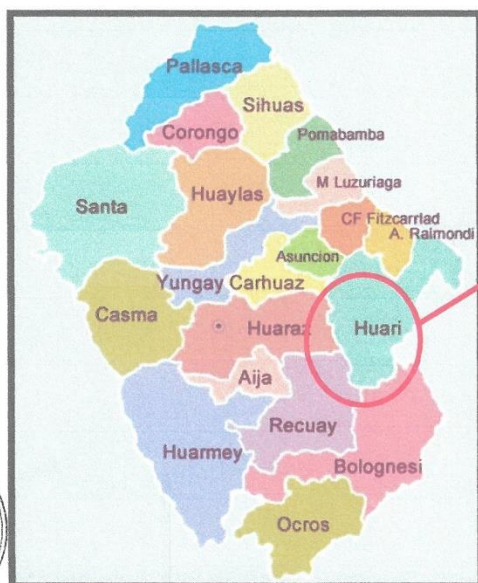 Pallasca
Sihuas
Corongo
Pomabamba
M Luzuriaga
Huaylas
Santa
CF Fitzcarrlad
A. Raimondi
Asuncion
Yungay Carhuaz
Casma
Huaraz
Huari
Aija
Recuay
Huarmey
Bolognesi
Ocros